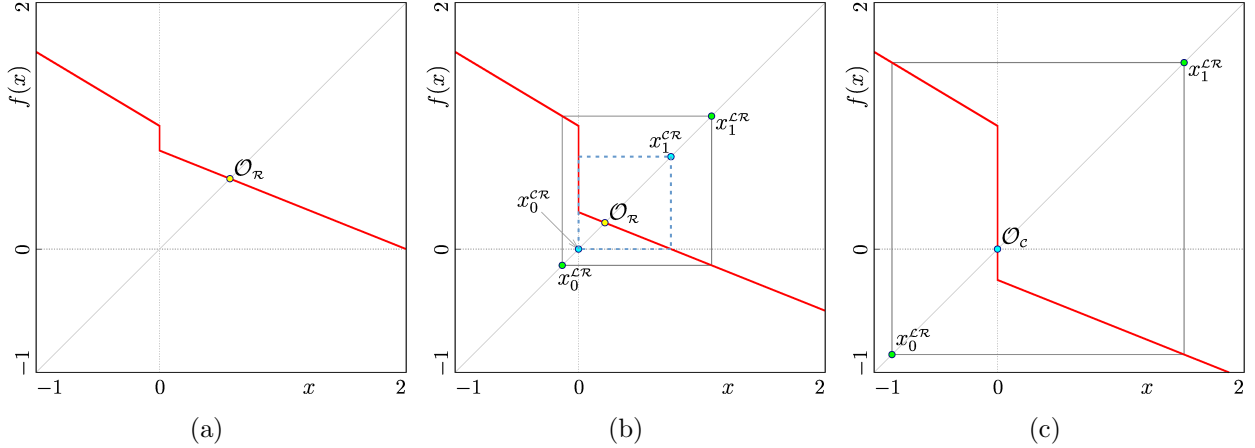 2
0
−1
f(x)
𝒪_ℛ
−1
0
x
2
(a)
2
0
−1
f(x)
x_1^{ℒℛ}
x_1^{𝒞ℛ}
x_0^{𝒞ℛ}
𝒪_ℛ
x_0^{ℒℛ}
−1
0
x
2
(b)
2
0
−1
f(x)
x_1^{ℒℛ}
𝒪_𝒞
x_0^{ℒℛ}
−1
0
x
2
(c)